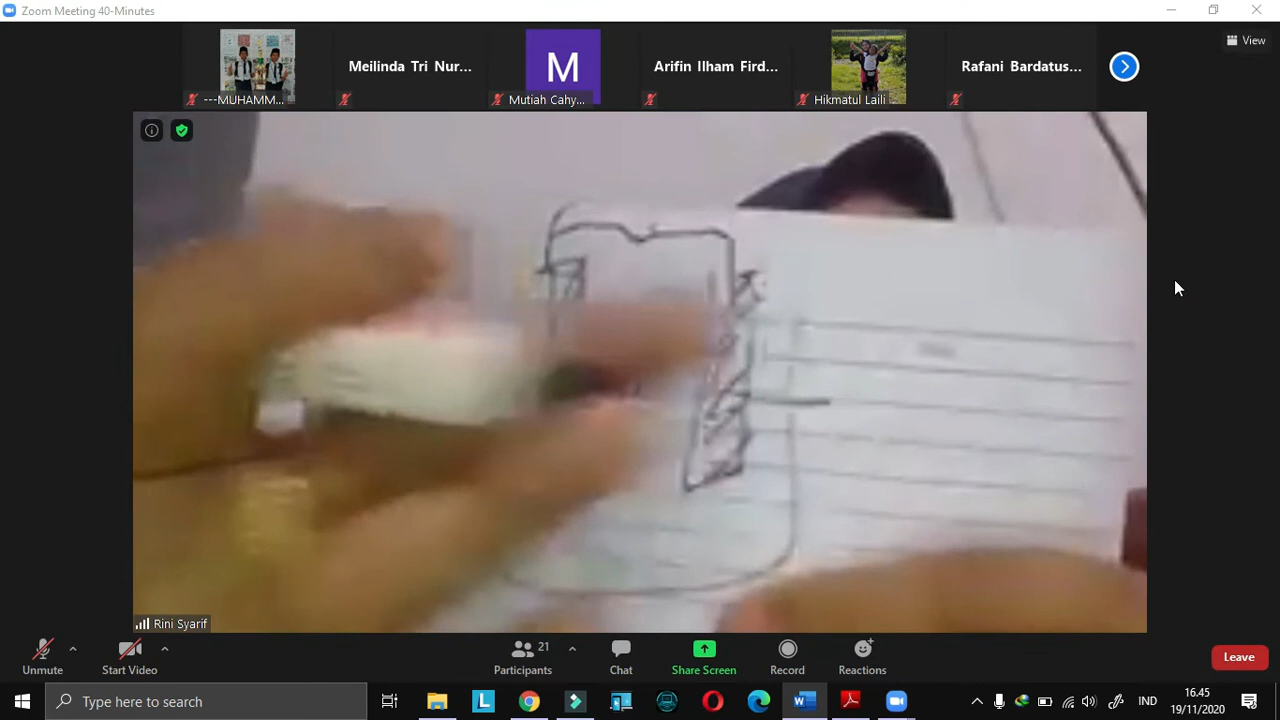 Zoom Meeting 40-Minutes
View
Meilinda Tri Nur...
M
Arifin Ilham Fird...
Rafani Bardatus...
---MUHAMM...
Mutiah Cahy...
Hikmatul Laili
Rini Syarif
21
Unmute
Start Video
Participants
Chat
Share Screen
Record
Reactions
Leave
Type here to search
L
W
IND
16.45
19/11/2020